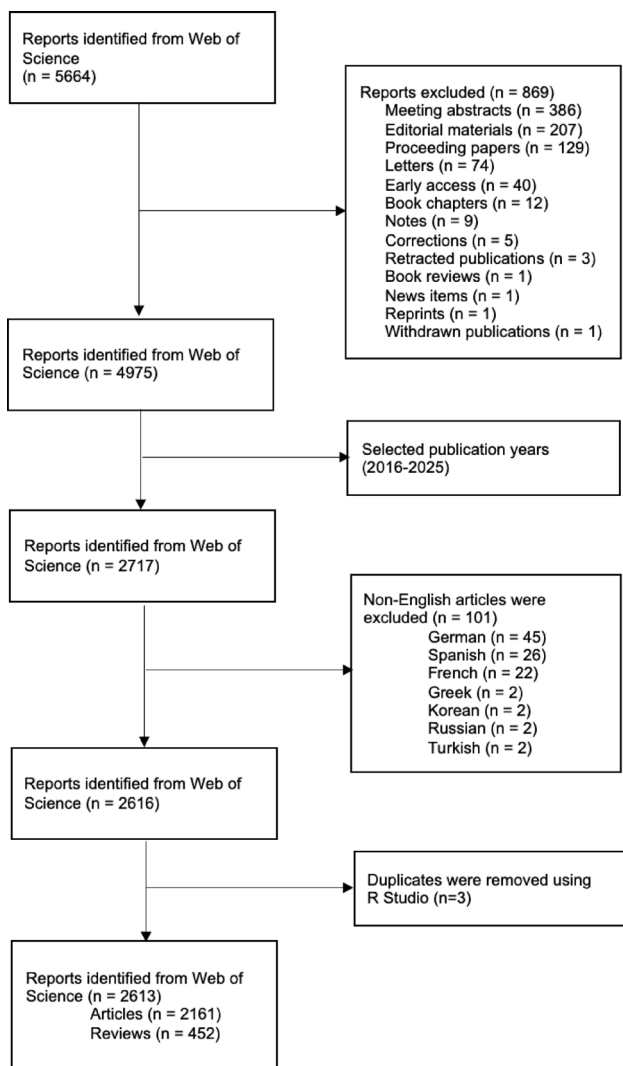 Reports identified from Web of
Science
(n = 5664)
Reports excluded (n = 869)
Meeting abstracts (n = 386)
Editorial materials (n = 207)
Proceeding papers (n = 129)
Letters (n = 74)
Early access (n = 40)
Book chapters (n = 12)
Notes (n = 9)
Corrections (n = 5)
Retracted publications (n = 3)
Book reviews (n = 1)
News items (n = 1)
Reprints (n = 1)
Withdrawn publications (n = 1)
Reports identified from Web of
Science (n = 4975)
Selected publication years
(2016-2025)
Reports identified from Web of
Science (n = 2717)
Non-English articles were
excluded (n = 101)
German (n = 45)
Spanish (n = 26)
French (n = 22)
Greek (n = 2)
Korean (n = 2)
Russian (n = 2)
Turkish (n = 2)
Reports identified from Web of
Science (n = 2616)
Duplicates were removed using
R Studio (n=3)
Reports identified from Web of
Science (n = 2613)
Articles (n = 2161)
Reviews (n = 452)